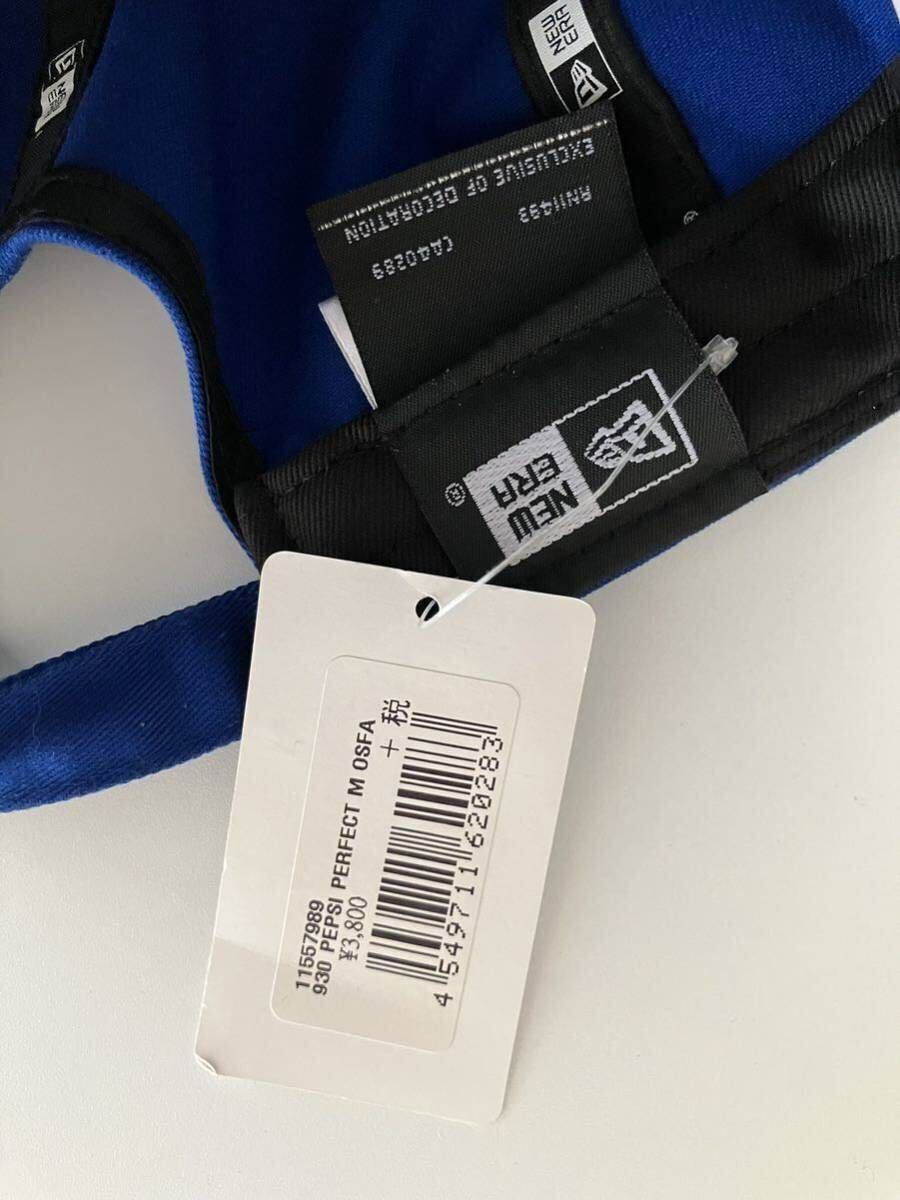 NEW
ERA
NEW
ERA
EXCLUSIVE OF DECORATION
RN11493
CA40289
NEW
ERA
®
11557989
930 PEPSI PERFECT M OSFA
¥3,800
+ 税
4 549711 620283